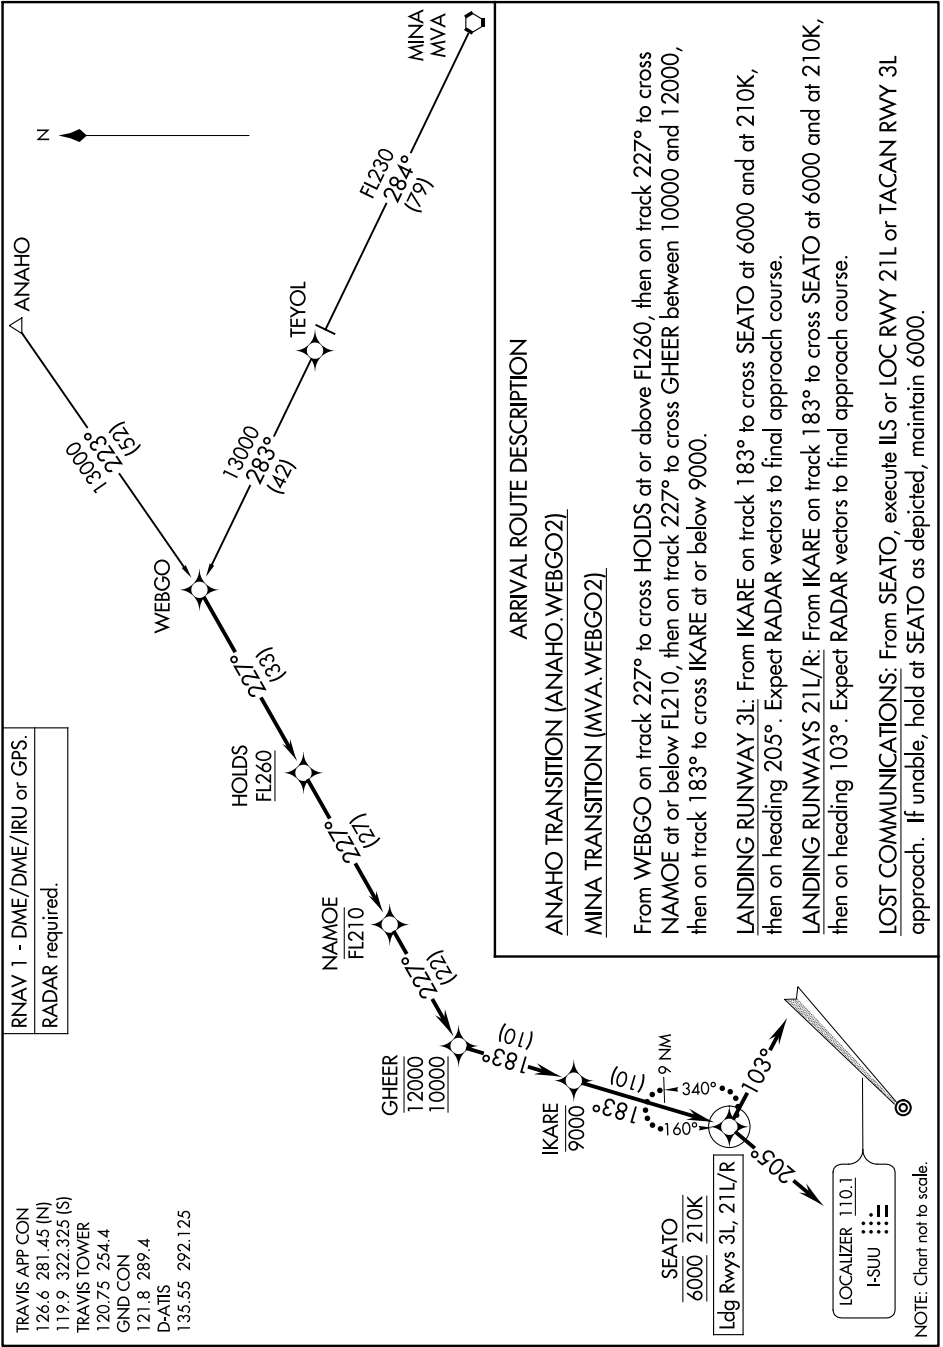 RNAV 1 - DME/DME/IRU or GPS.
RADAR required.
TRAVIS APP CON
126.6 281.45 (N)
119.9 322.325 (S)
TRAVIS TOWER
120.75 254.4
GND CON
121.8 289.4
D-ATIS
135.55 292.125
N
ANAHO
13000
223°
(52)
MINA
MVA
FL230
284°
(79)
TEYOL
13000
283°
(42)
WEBGO
227°
(33)
HOLDS
FL260
227°
(27)
NAMOE
FL210
227°
(22)
GHEER
12000
10000
183°
(10)
IKARE
9000
183°
(10)
9 NM
340°
160°
SEATO
6000 210K
Ldg Rwys 3L, 21L/R
103°
205°
LOCALIZER 110.1
I-SUU
NOTE: Chart not to scale.
ARRIVAL ROUTE DESCRIPTION
ANAHO TRANSITION (ANAHO.WEBGO2)
MINA TRANSITION (MVA.WEBGO2)
From WEBGO on track 227° to cross HOLDS at or above FL260, then on track 227° to cross
NAMOE at or below FL210, then on track 227° to cross GHEER between 10000 and 12000,
then on track 183° to cross IKARE at or below 9000.
LANDING RUNWAY 3L: From IKARE on track 183° to cross SEATO at 6000 and at 210K,
then on heading 205°. Expect RADAR vectors to final approach course.
LANDING RUNWAYS 21L/R: From IKARE on track 183° to cross SEATO at 6000 and at 210K,
then on heading 103°. Expect RADAR vectors to final approach course.
LOST COMMUNICATIONS: From SEATO, execute ILS or LOC RWY 21L or TACAN RWY 3L
approach. If unable, hold at SEATO as depicted, maintain 6000.